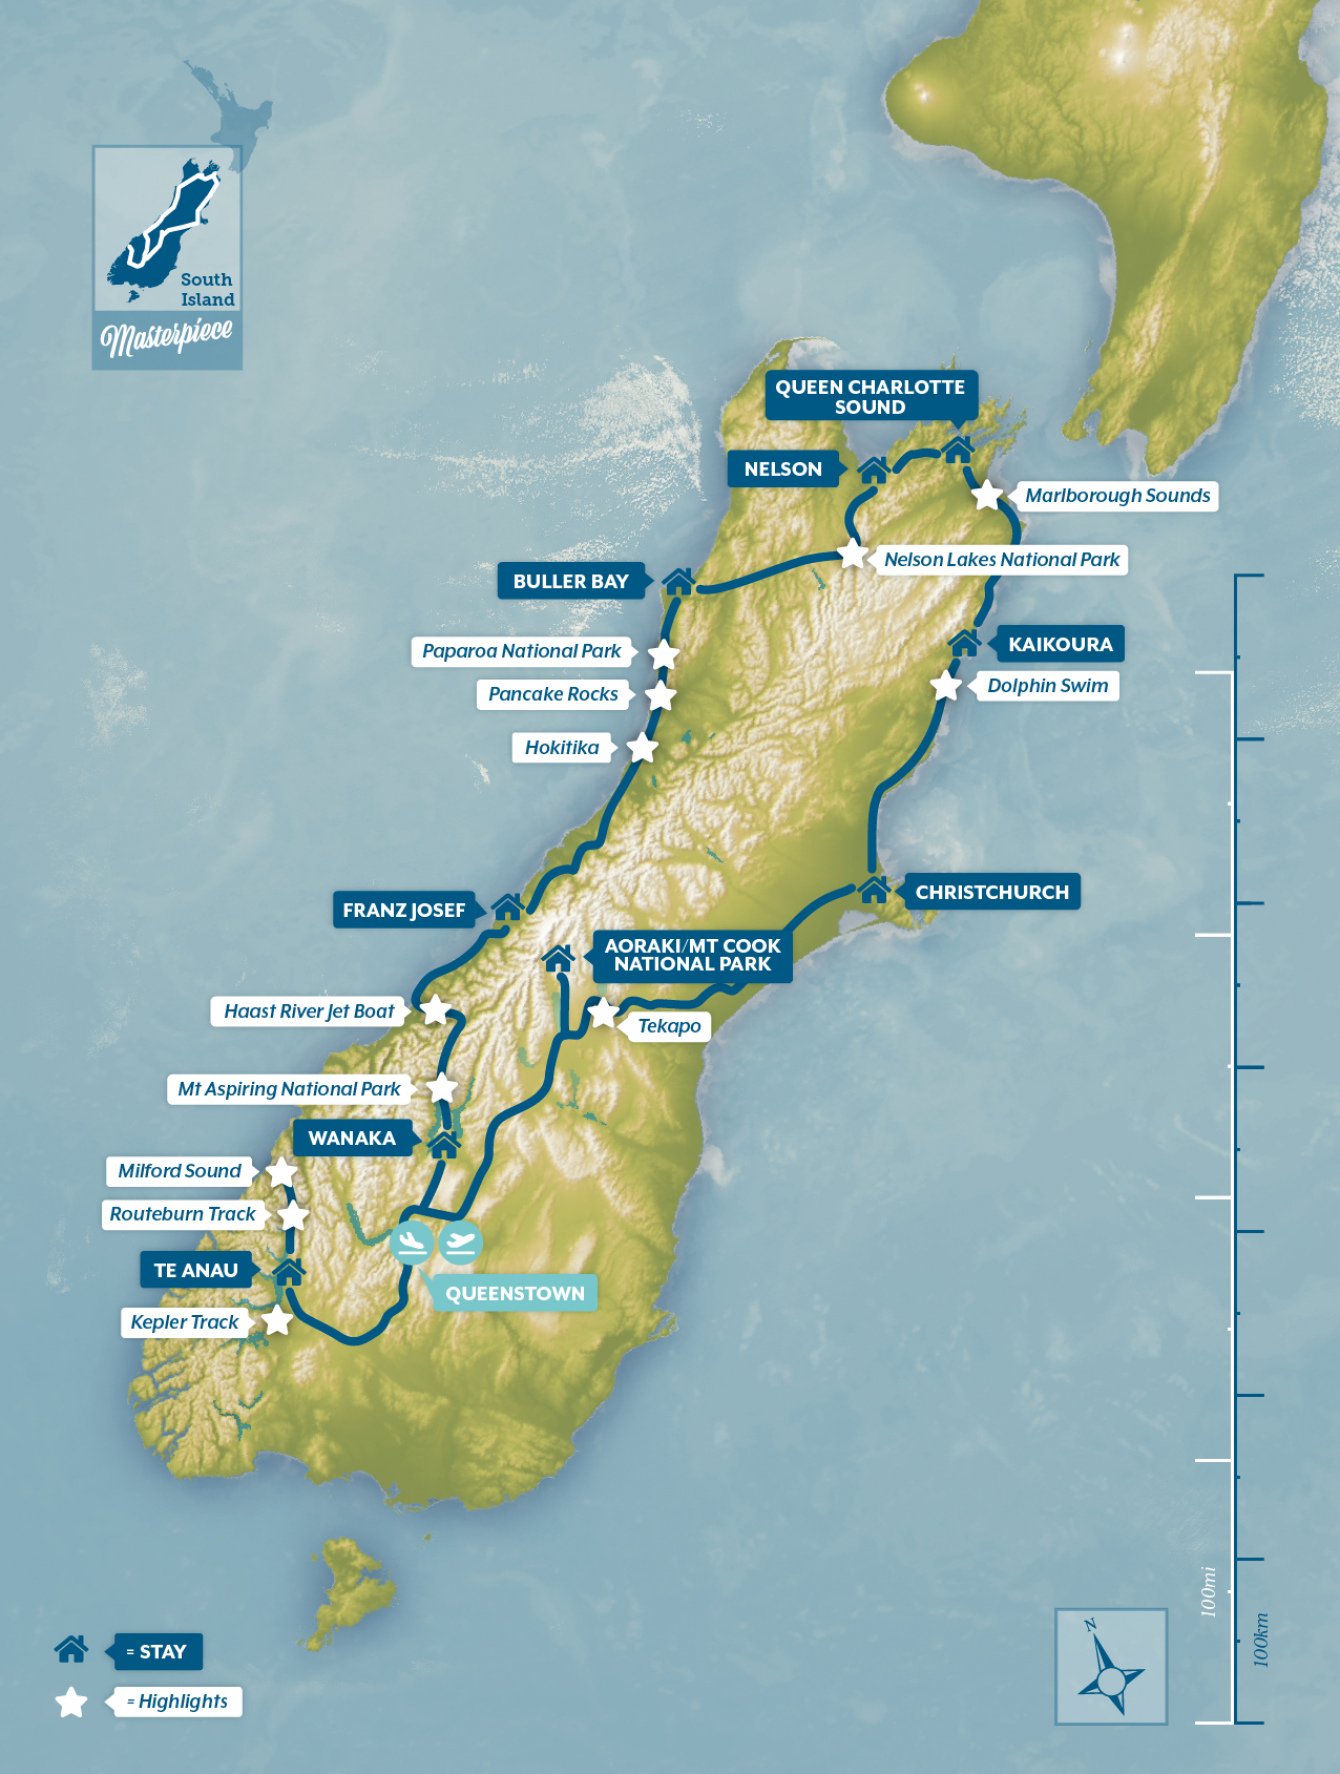 South
Island
Masterpiece
QUEEN CHARLOTTE
SOUND
NELSON
Marlborough Sounds
Nelson Lakes National Park
BULLER BAY
KAIKOURA
Paparoa National Park
Dolphin Swim
Pancake Rocks
Hokitika
CHRISTCHURCH
FRANZ JOSEF
AORAKI/MT COOK
NATIONAL PARK
Haast River Jet Boat
Tekapo
Mt Aspiring National Park
WANAKA
Milford Sound
Routeburn Track
TE ANAU
QUEENSTOWN
Kepler Track
100mi
100km
N
= STAY
= Highlights